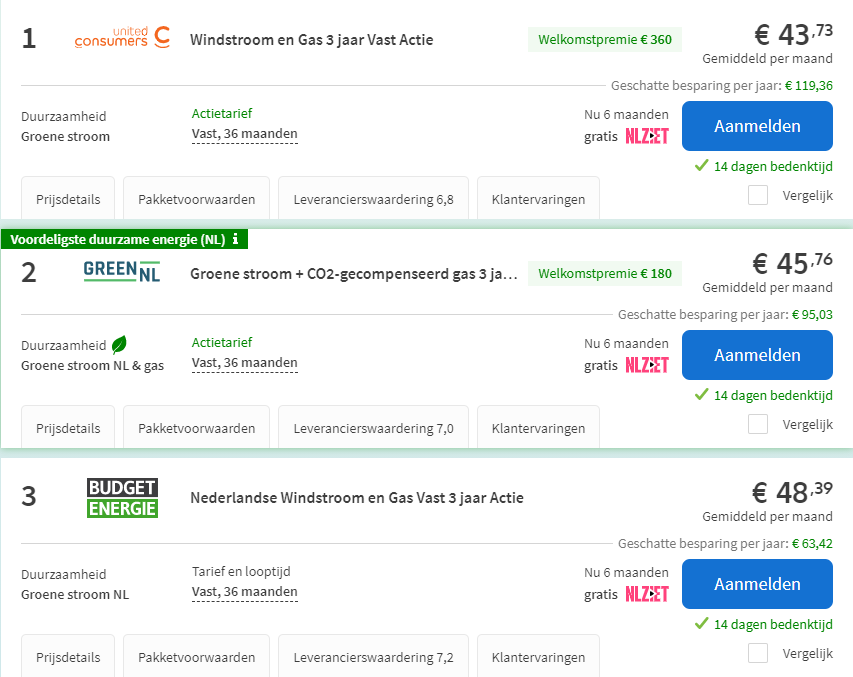 1
united
consumers
Windstroom en Gas 3 jaar Vast Actie
Welkomstpremie € 360
€ 43,73
Gemiddeld per maand
Geschatte besparing per jaar: € 119,36
Duurzaamheid
Groene stroom
Actietarief
Vast, 36 maanden
Nu 6 maanden
gratis NLZIET
Aanmelden
14 dagen bedenktijd
Vergelijk
Prijsdetails
Pakketvoorwaarden
Leverancierswaardering 6,8
Klantervaringen
Voordeligste duurzame energie (NL) i
2
GREEN NL
Groene stroom + CO2-gecompenseerd gas 3 ja...
Welkomstpremie € 180
€ 45,76
Gemiddeld per maand
Geschatte besparing per jaar: € 95,03
Duurzaamheid
Groene stroom NL & gas
Actietarief
Vast, 36 maanden
Nu 6 maanden
gratis NLZIET
Aanmelden
14 dagen bedenktijd
Vergelijk
Prijsdetails
Pakketvoorwaarden
Leverancierswaardering 7,0
Klantervaringen
3
BUDGET
ENERGIE
Nederlandse Windstroom en Gas Vast 3 jaar Actie
€ 48,39
Gemiddeld per maand
Geschatte besparing per jaar: € 63,42
Duurzaamheid
Groene stroom NL
Tarief en looptijd
Vast, 36 maanden
Nu 6 maanden
gratis NLZIET
Aanmelden
14 dagen bedenktijd
Vergelijk
Prijsdetails
Pakketvoorwaarden
Leverancierswaardering 7,2
Klantervaringen